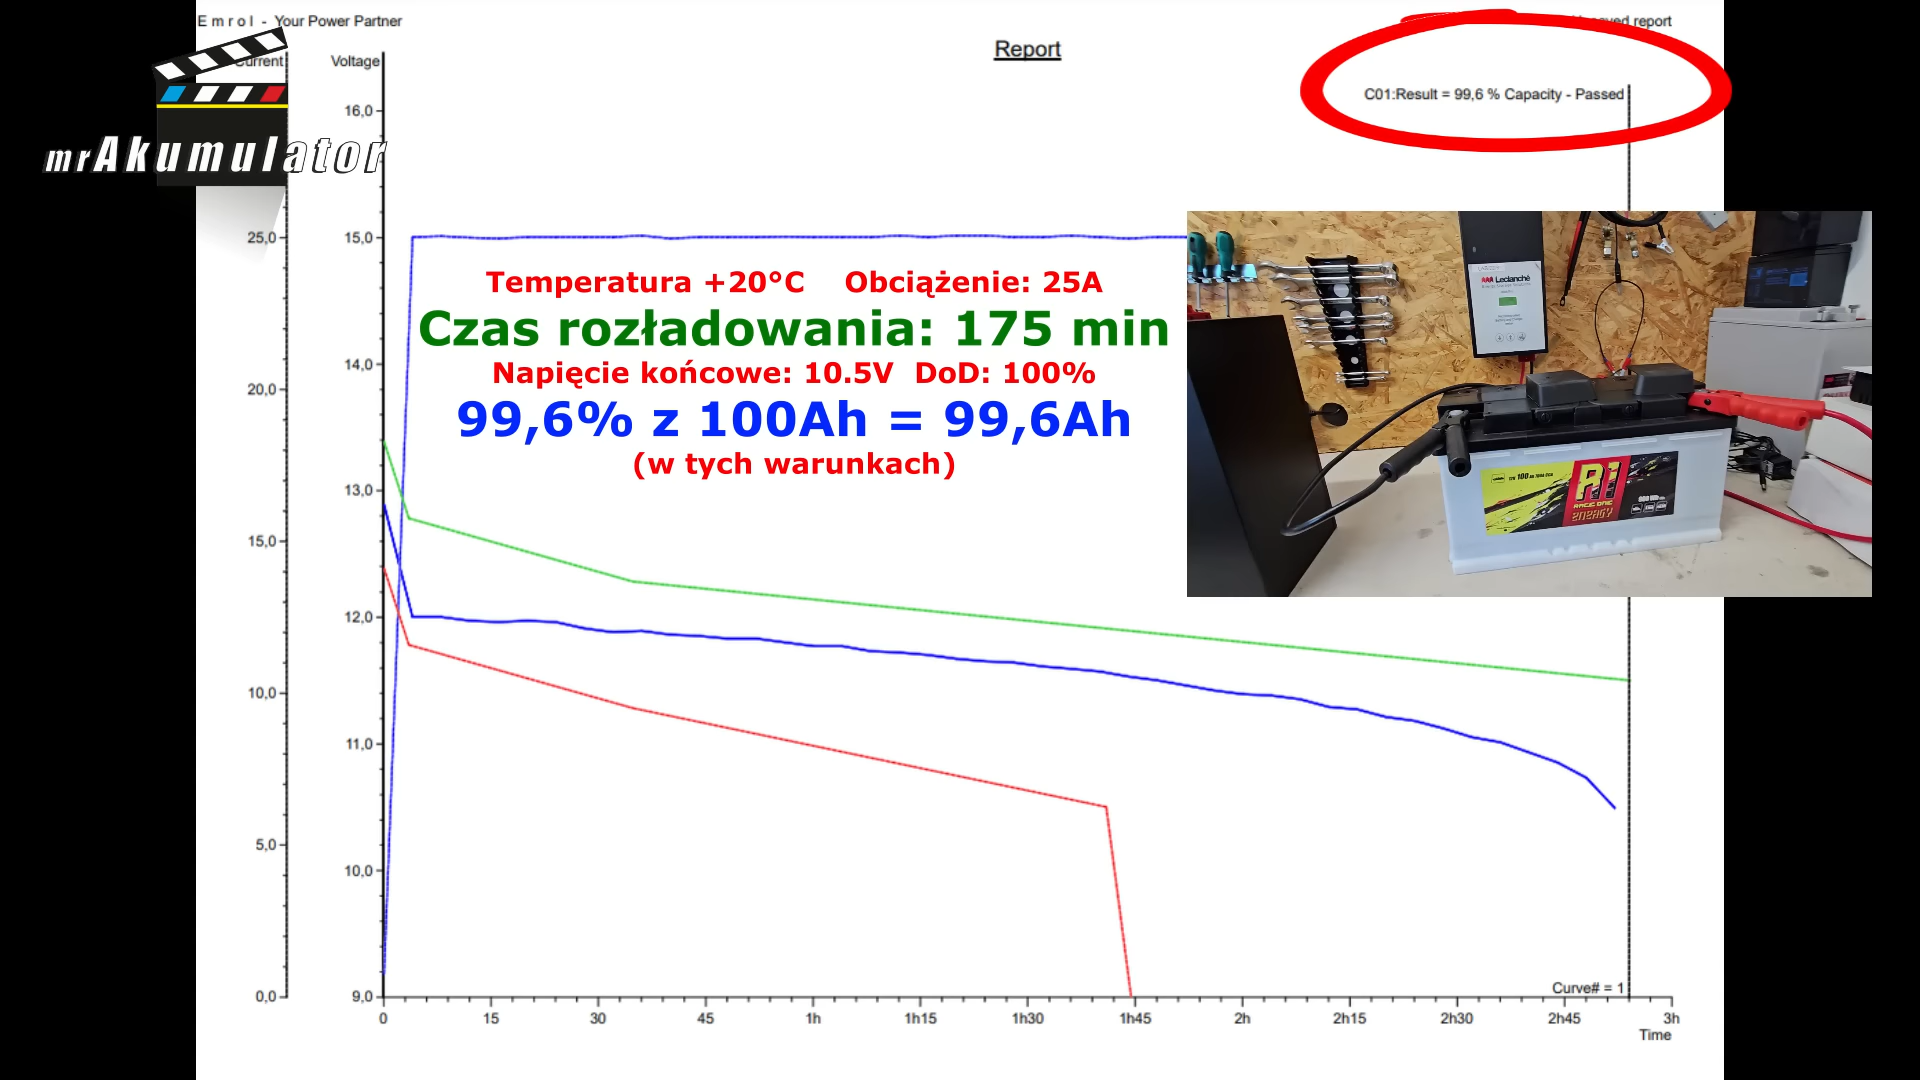 E m r o l - Your Power Partner
report
Report
Current
Voltage
C01:Result = 99,6 % Capacity - Passed
mrAkumulator
16,0
25,0
15,0
Temperatura +20°C Obciążenie: 25A
Czas rozładowania: 175 min
Napięcie końcowe: 10.5V DoD: 100%
99,6% z 100Ah = 99,6Ah
(w tych warunkach)
14,0
20,0
13,0
15,0
12,0
10,0
11,0
5,0
10,0
0,0
9,0
Leclanché
100
R1
RACE ONE
ENERGY
Curve# = 1
0 15 30 45 1h 1h15 1h30 1h45 2h 2h15 2h30 2h45 3h
Time